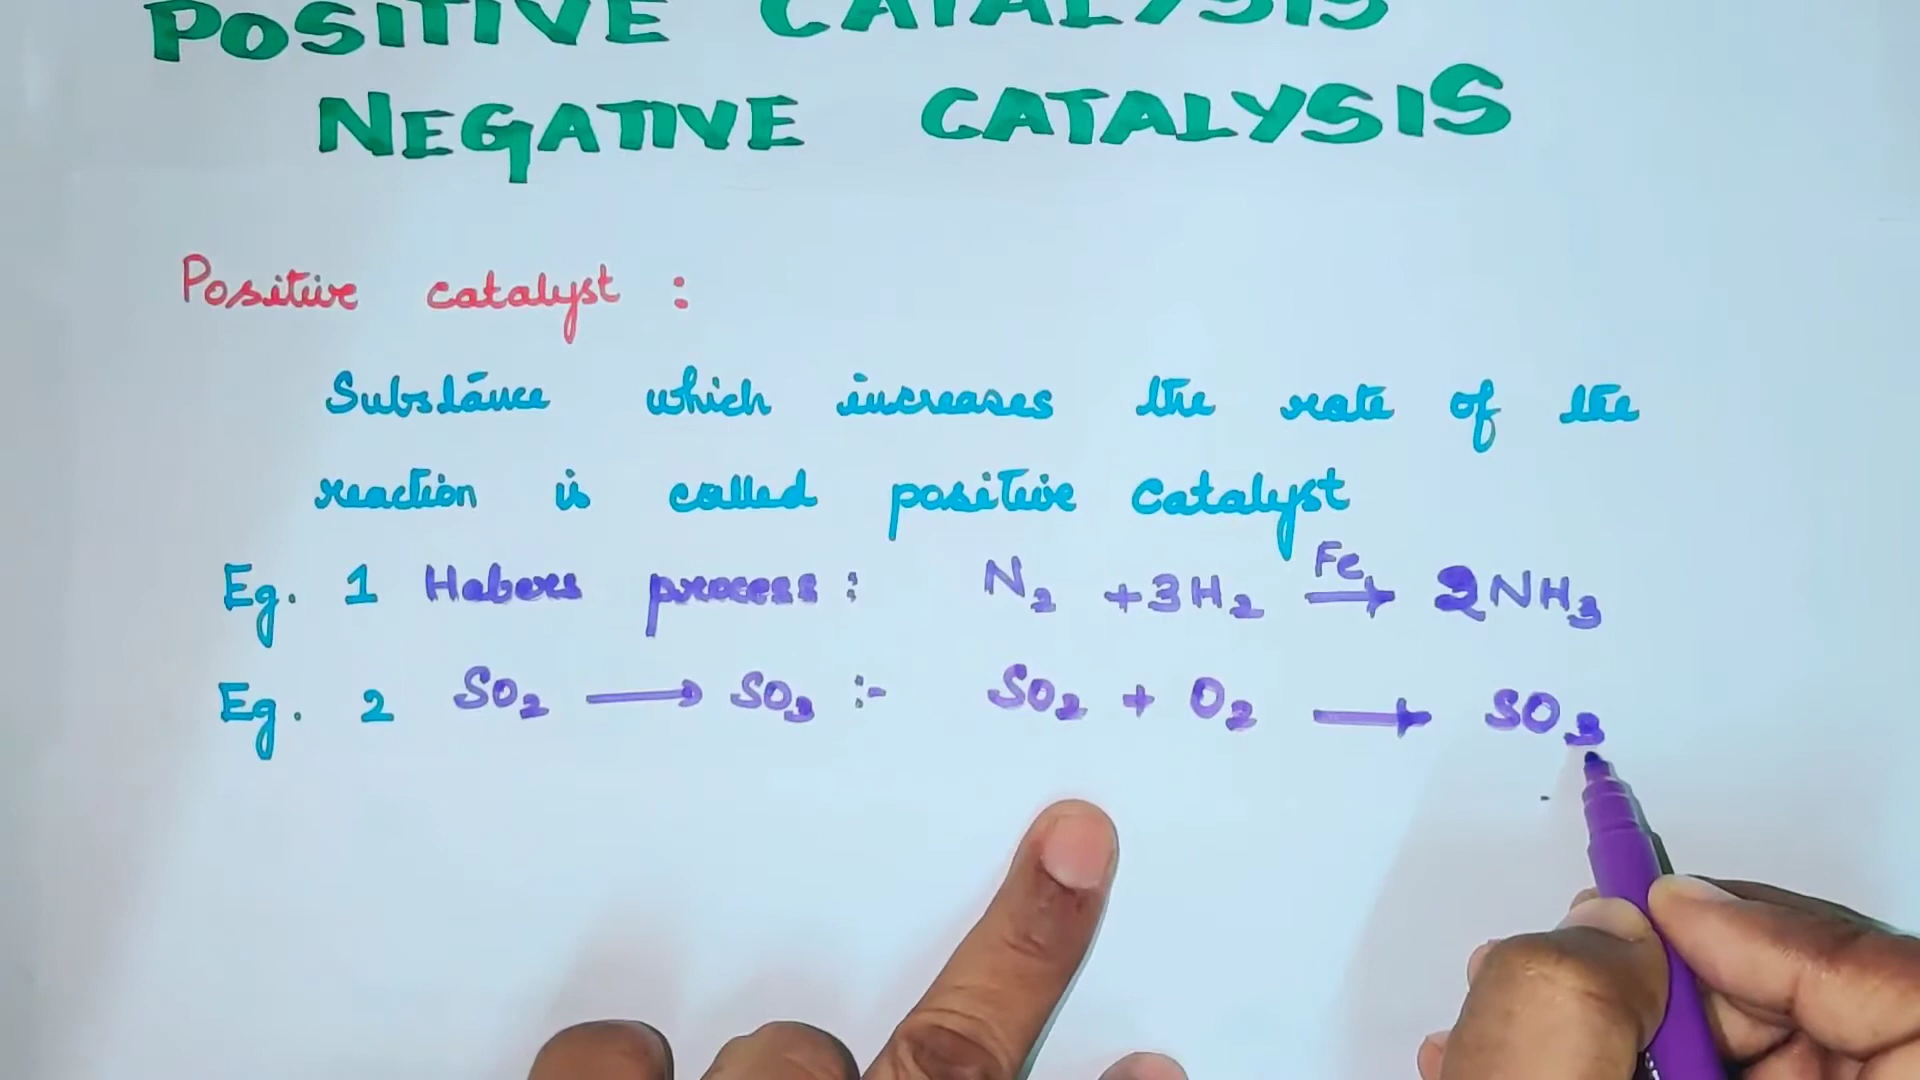 POSITIVE CATALYSIS
NEGATIVE CATALYSIS
Positive catalyst :
Substance which increases the rate of the
reaction is called positive catalyst
Eg. 1 Habers process : N₂ + 3H₂ Fe → 2NH₃
Eg. 2 SO₂ → SO₃ :- SO₂ + O₂ → SO₃